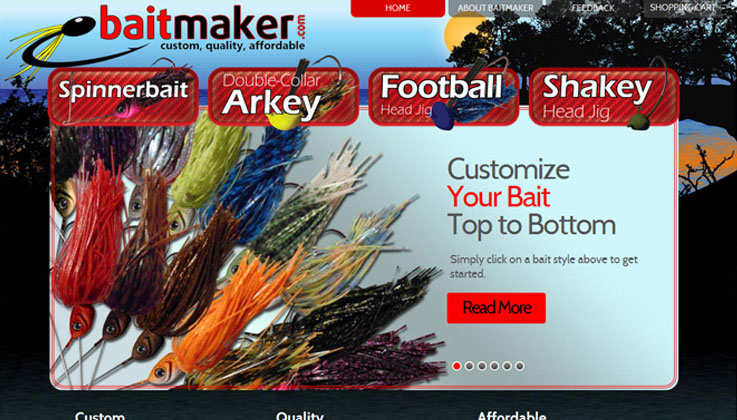 baitmaker.com
custom, quality, affordable
HOME
ABOUT BAITMAKER
FEEDBACK
SHOPPING CART
Spinnerbait
Double-Collar
Arkey
Football
Head Jig
Shakey
Head Jig
Customize
Your Bait
Top to Bottom
Simply click on a bait style above to get
started.
Read More
Custom
Quality
Affordable